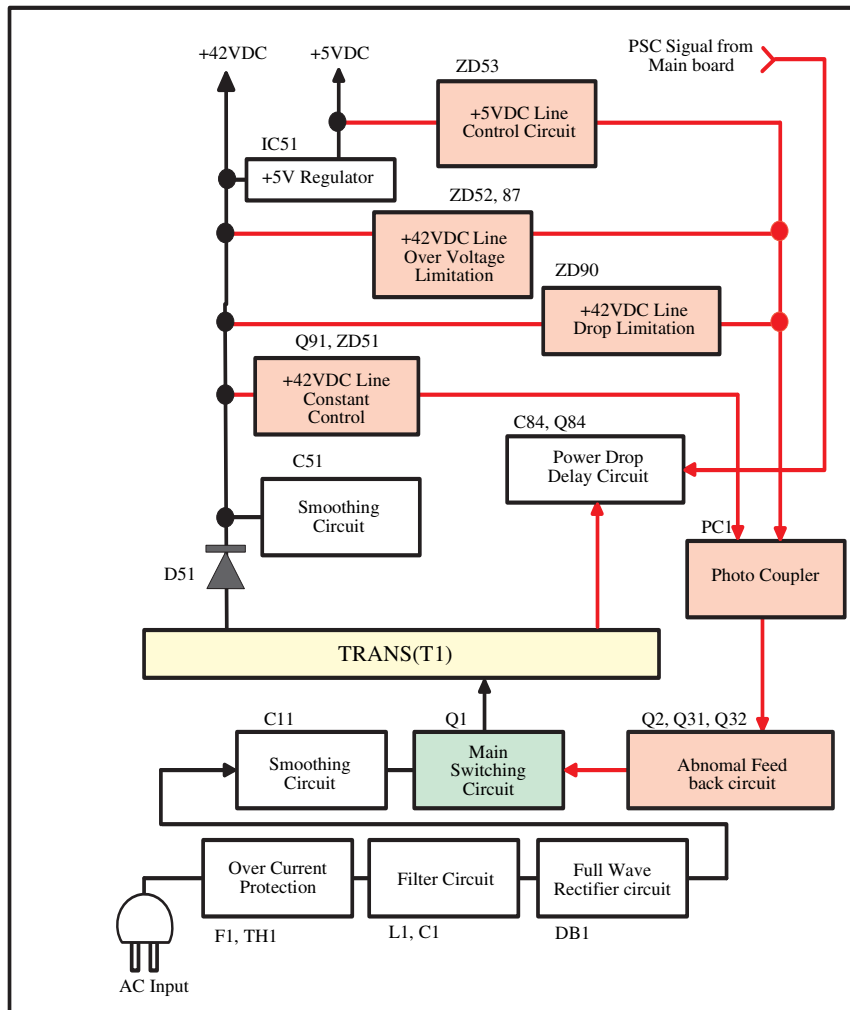 +42VDC
+5VDC
ZD53
PSC Sigual from
Main board
+5VDC Line
Control Circuit
IC51
+5V Regulator
ZD52, 87
+42VDC Line
Over Voltage
Limitation
ZD90
+42VDC Line
Drop Limitation
Q91, ZD51
+42VDC Line
Constant
Control
C84, Q84
Power Drop
Delay Circuit
C51
Smoothing
Circuit
PC1
Photo Coupler
D51
TRANS(T1)
C11
Q1
Q2, Q31, Q32
Smoothing
Circuit
Main
Switching
Circuit
Abnomal Feed
back circuit
Over Current
Protection
Filter Circuit
Full Wave
Rectifier circuit
F1, TH1
L1, C1
DB1
AC Input